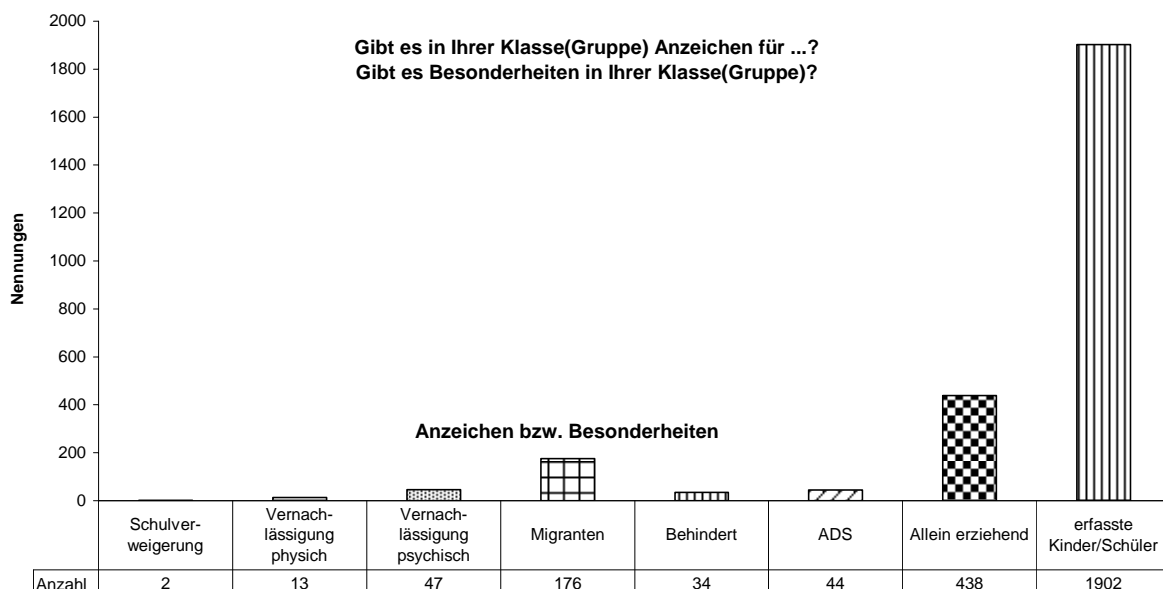 Gibt es in Ihrer Klasse(Gruppe) Anzeichen für ...?
Gibt es Besonderheiten in Ihrer Klasse(Gruppe)?
2000
1800
1600
1400
1200
1000
800
600
400
200
0
Nennungen
Anzeichen bzw. Besonderheiten
Schulver-
weigerung
Vernach-
lässigung
physich
Vernach-
lässigung
psychisch
Migranten
Behindert
ADS
Allein erziehend
erfasste
Kinder/Schüler
Anzahl 2 13 47 176 34 44 438 1902